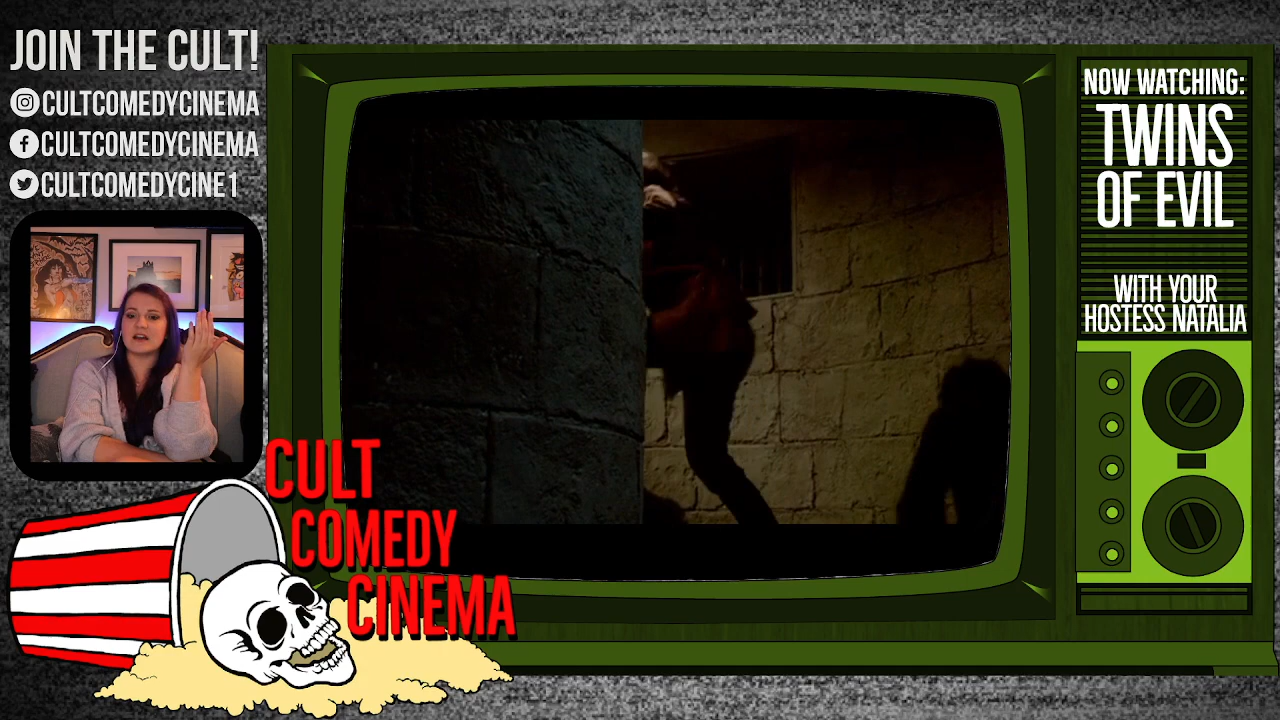 JOIN THE CULT!
CULTCOMEDYCINEMA
CULTCOMEDYCINEMA
CULTCOMEDYCINE1
NOW WATCHING:
TWINS
OF EVIL
WITH YOUR
HOSTESS NATALIA
CULT
COMEDY
CINEMA